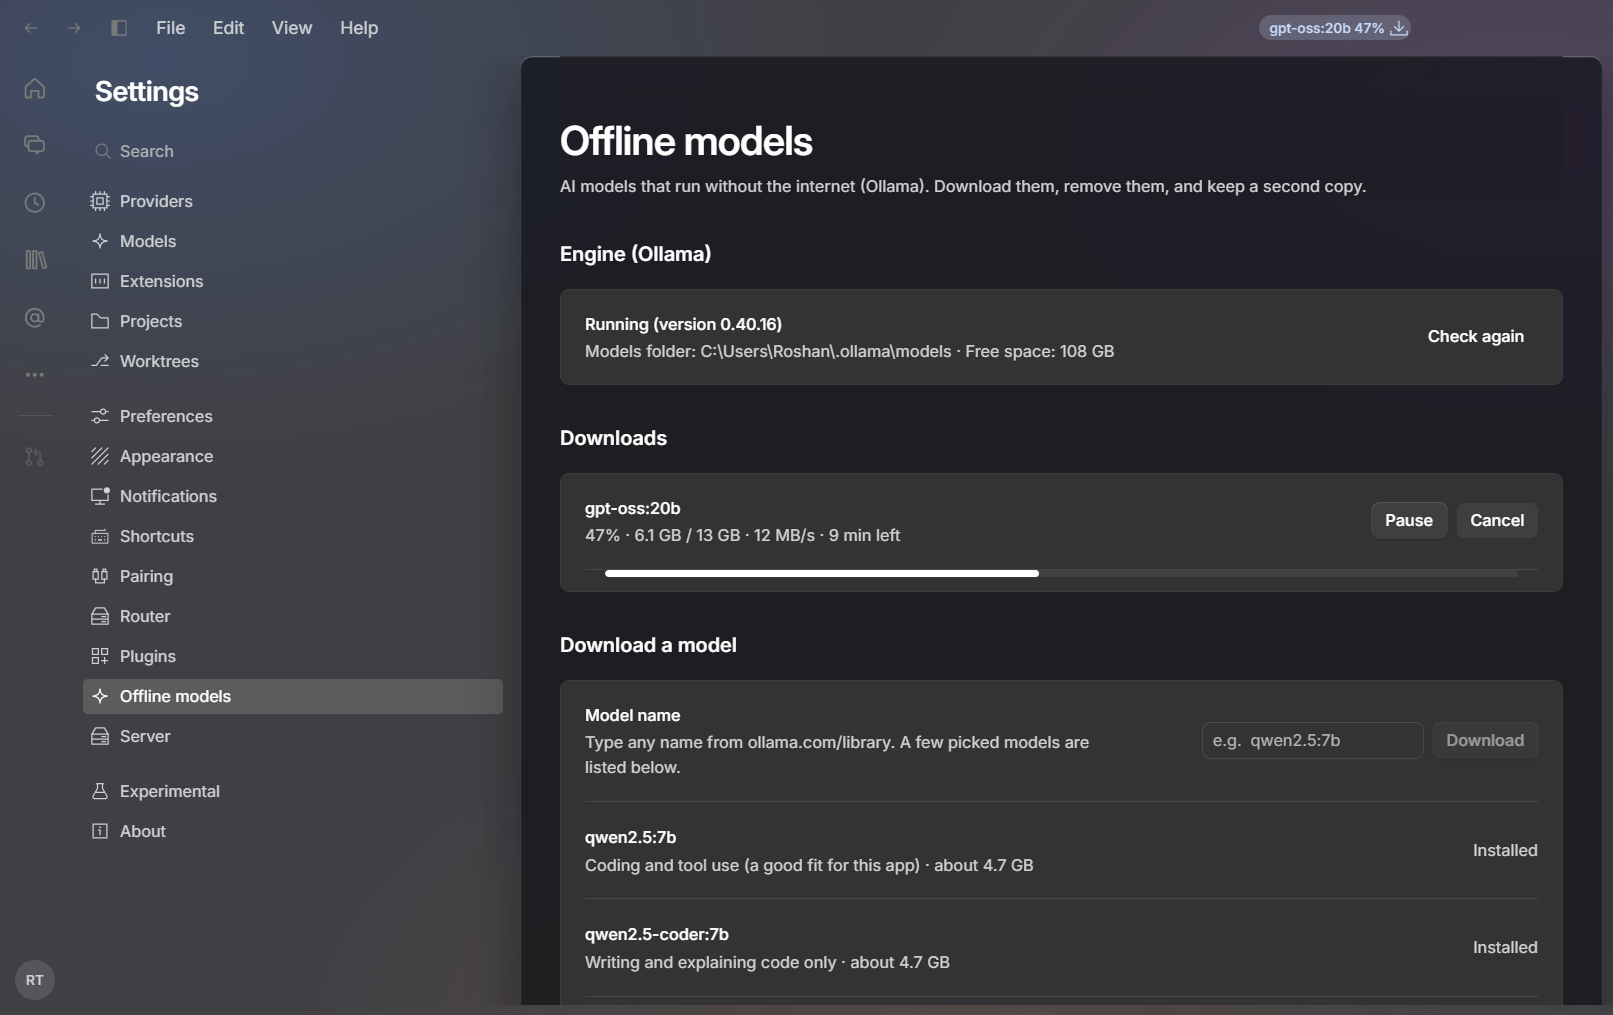 File Edit View Help
gpt-oss:20b 47%
Settings
Search
Providers
Models
Extensions
Projects
Worktrees
Preferences
Appearance
Notifications
Shortcuts
Pairing
Router
Plugins
Offline models
Server
Experimental
About
RT
Offline models
AI models that run without the internet (Ollama). Download them, remove them, and keep a second copy.
Engine (Ollama)
Running (version 0.40.16)
Models folder: C:\Users\Roshan\.ollama\models · Free space: 108 GB
Check again
Downloads
gpt-oss:20b
47% · 6.1 GB / 13 GB · 12 MB/s · 9 min left
Pause Cancel
Download a model
Model name
Type any name from ollama.com/library. A few picked models are
listed below.
e.g. qwen2.5:7b Download
qwen2.5:7b
Coding and tool use (a good fit for this app) · about 4.7 GB
Installed
qwen2.5-coder:7b
Writing and explaining code only · about 4.7 GB
Installed